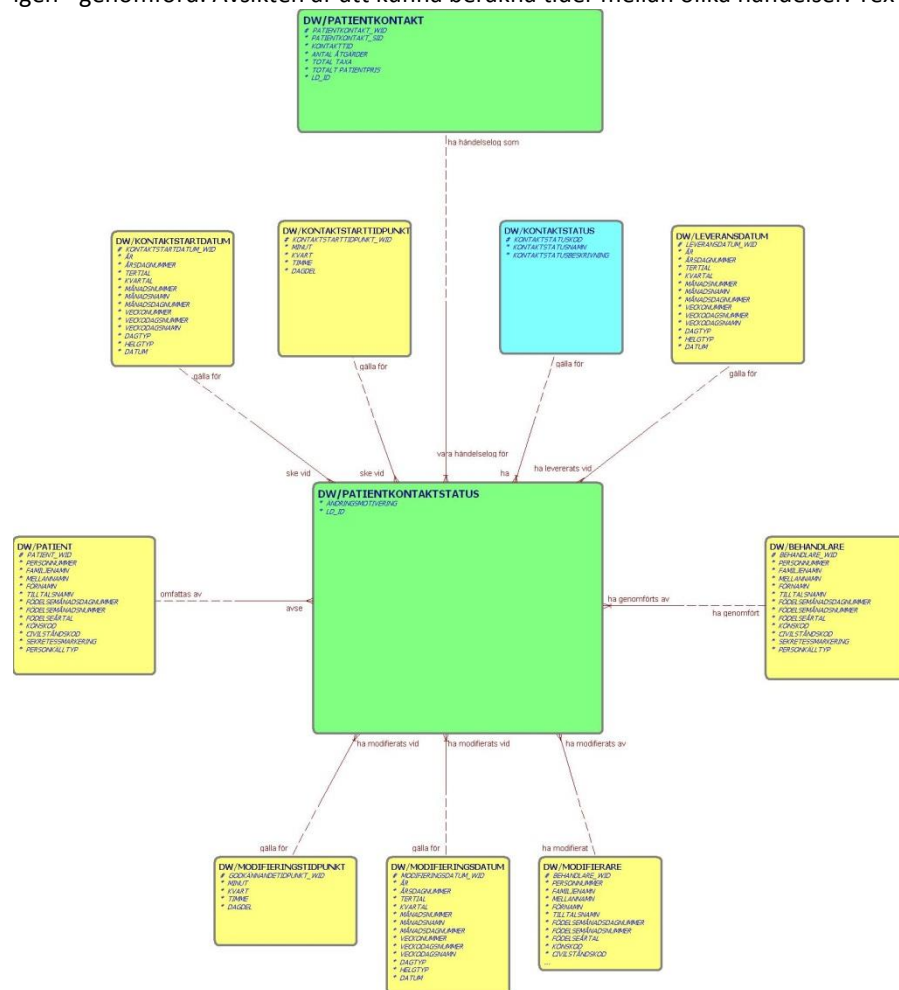 igen - genomförd. Avsikten är att kunna beräkna tider mellan olika händelser. Tex
DW/PATIENTKONTAKT
# PATIENTKONTAKT_WID
* PATIENTKONTAKT_SID
* KONTAKTTID
* ANTAL ÅTGÄRDER
* TOTAL TAXA
* TOTALT PATIENTPRIS
* LD_ID
ha händelselog som
DW/KONTAKTSTARTDATUM
# KONTAKTSTARTDATUM_WID
* ÅR
* ÅRSDAGNUMMER
* TERTIAL
* KVARTAL
* MÅNADSNUMMER
* MÅNADSNAMN
* MÅNADSDAGNUMMER
* VECKONUMMER
* VECKODAGSNUMMER
* VECKODAGSNAMN
* DAGTYP
* HELGTYP
* DATUM
DW/KONTAKTSTARTTIDPUNKT
# KONTAKTSTARTTIDPUNKT_WID
* MINUT
* KVART
* TIMME
* DAGDEL
DW/KONTAKTSTATUS
# KONTAKTSTATUSKOD
* KONTAKTSTATUSNAMN
* KONTAKTSTATUSBESKRIVNING
DW/LEVERANSDATUM
# LEVERANSDATUM_WID
* ÅR
* ÅRSDAGNUMMER
* TERTIAL
* KVARTAL
* MÅNADSNUMMER
* MÅNADSNAMN
* MÅNADSDAGNUMMER
* VECKONUMMER
* VECKODAGSNUMMER
* VECKODAGSNAMN
* DAGTYP
* HELGTYP
* DATUM
gälla för
gälla för
gälla för
gälla för
ske vid
ske vid
vara händelselog för
ha
ha levererats vid
DW/PATIENTKONTAKTSTATUS
* ÄNDRINGSMOTIVERING
* LD_ID
DW/PATIENT
# PATIENT_WID
* PERSONNUMMER
* FAMILJENAMN
* MELLANNAMN
* FÖRNAMN
* TILLTALSNAMN
* FÖDELSEMÅNADSDAGNUMMER
* FÖDELSEMÅNADSNUMMER
* FÖDELSEÅRTAL
* KÖNSKOD
* CIVILSTÅNDSKOD
* SEKRETESSMARKERING
* PERSONKÄLLTYP
omfattas av
avse
ha genomförts av
ha genomfört
DW/BEHANDLARE
# BEHANDLARE_WID
* PERSONNUMMER
* FAMILJENAMN
* MELLANNAMN
* FÖRNAMN
* TILLTALSNAMN
* FÖDELSEMÅNADSDAGNUMMER
* FÖDELSEMÅNADSNUMMER
* FÖDELSEÅRTAL
* KÖNSKOD
* CIVILSTÅNDSKOD
* SEKRETESSMARKERING
* PERSONKÄLLTYP
ha modifierats vid
ha modifierats vid
ha modifierats av
gälla för
gälla för
ha modifierat
DW/MODIFIERINGSTIDPUNKT
# GODKÄNNANDETIDPUNKT_WID
* MINUT
* KVART
* TIMME
* DAGDEL
DW/MODIFIERINGSDATUM
# MODIFIERINGSDATUM_WID
* ÅR
* ÅRSDAGNUMMER
* TERTIAL
* KVARTAL
* MÅNADSNUMMER
* MÅNADSNAMN
* MÅNADSDAGNUMMER
* VECKONUMMER
* VECKODAGSNUMMER
* VECKODAGSNAMN
* DAGTYP
* HELGTYP
* DATUM
DW/MODIFIERARE
# BEHANDLARE_WID
* PERSONNUMMER
* FAMILJENAMN
* MELLANNAMN
* FÖRNAMN
* TILLTALSNAMN
* FÖDELSEMÅNADSDAGNUMMER
* FÖDELSEMÅNADSNUMMER
* FÖDELSEÅRTAL
* KÖNSKOD
* CIVILSTÅNDSKOD
...